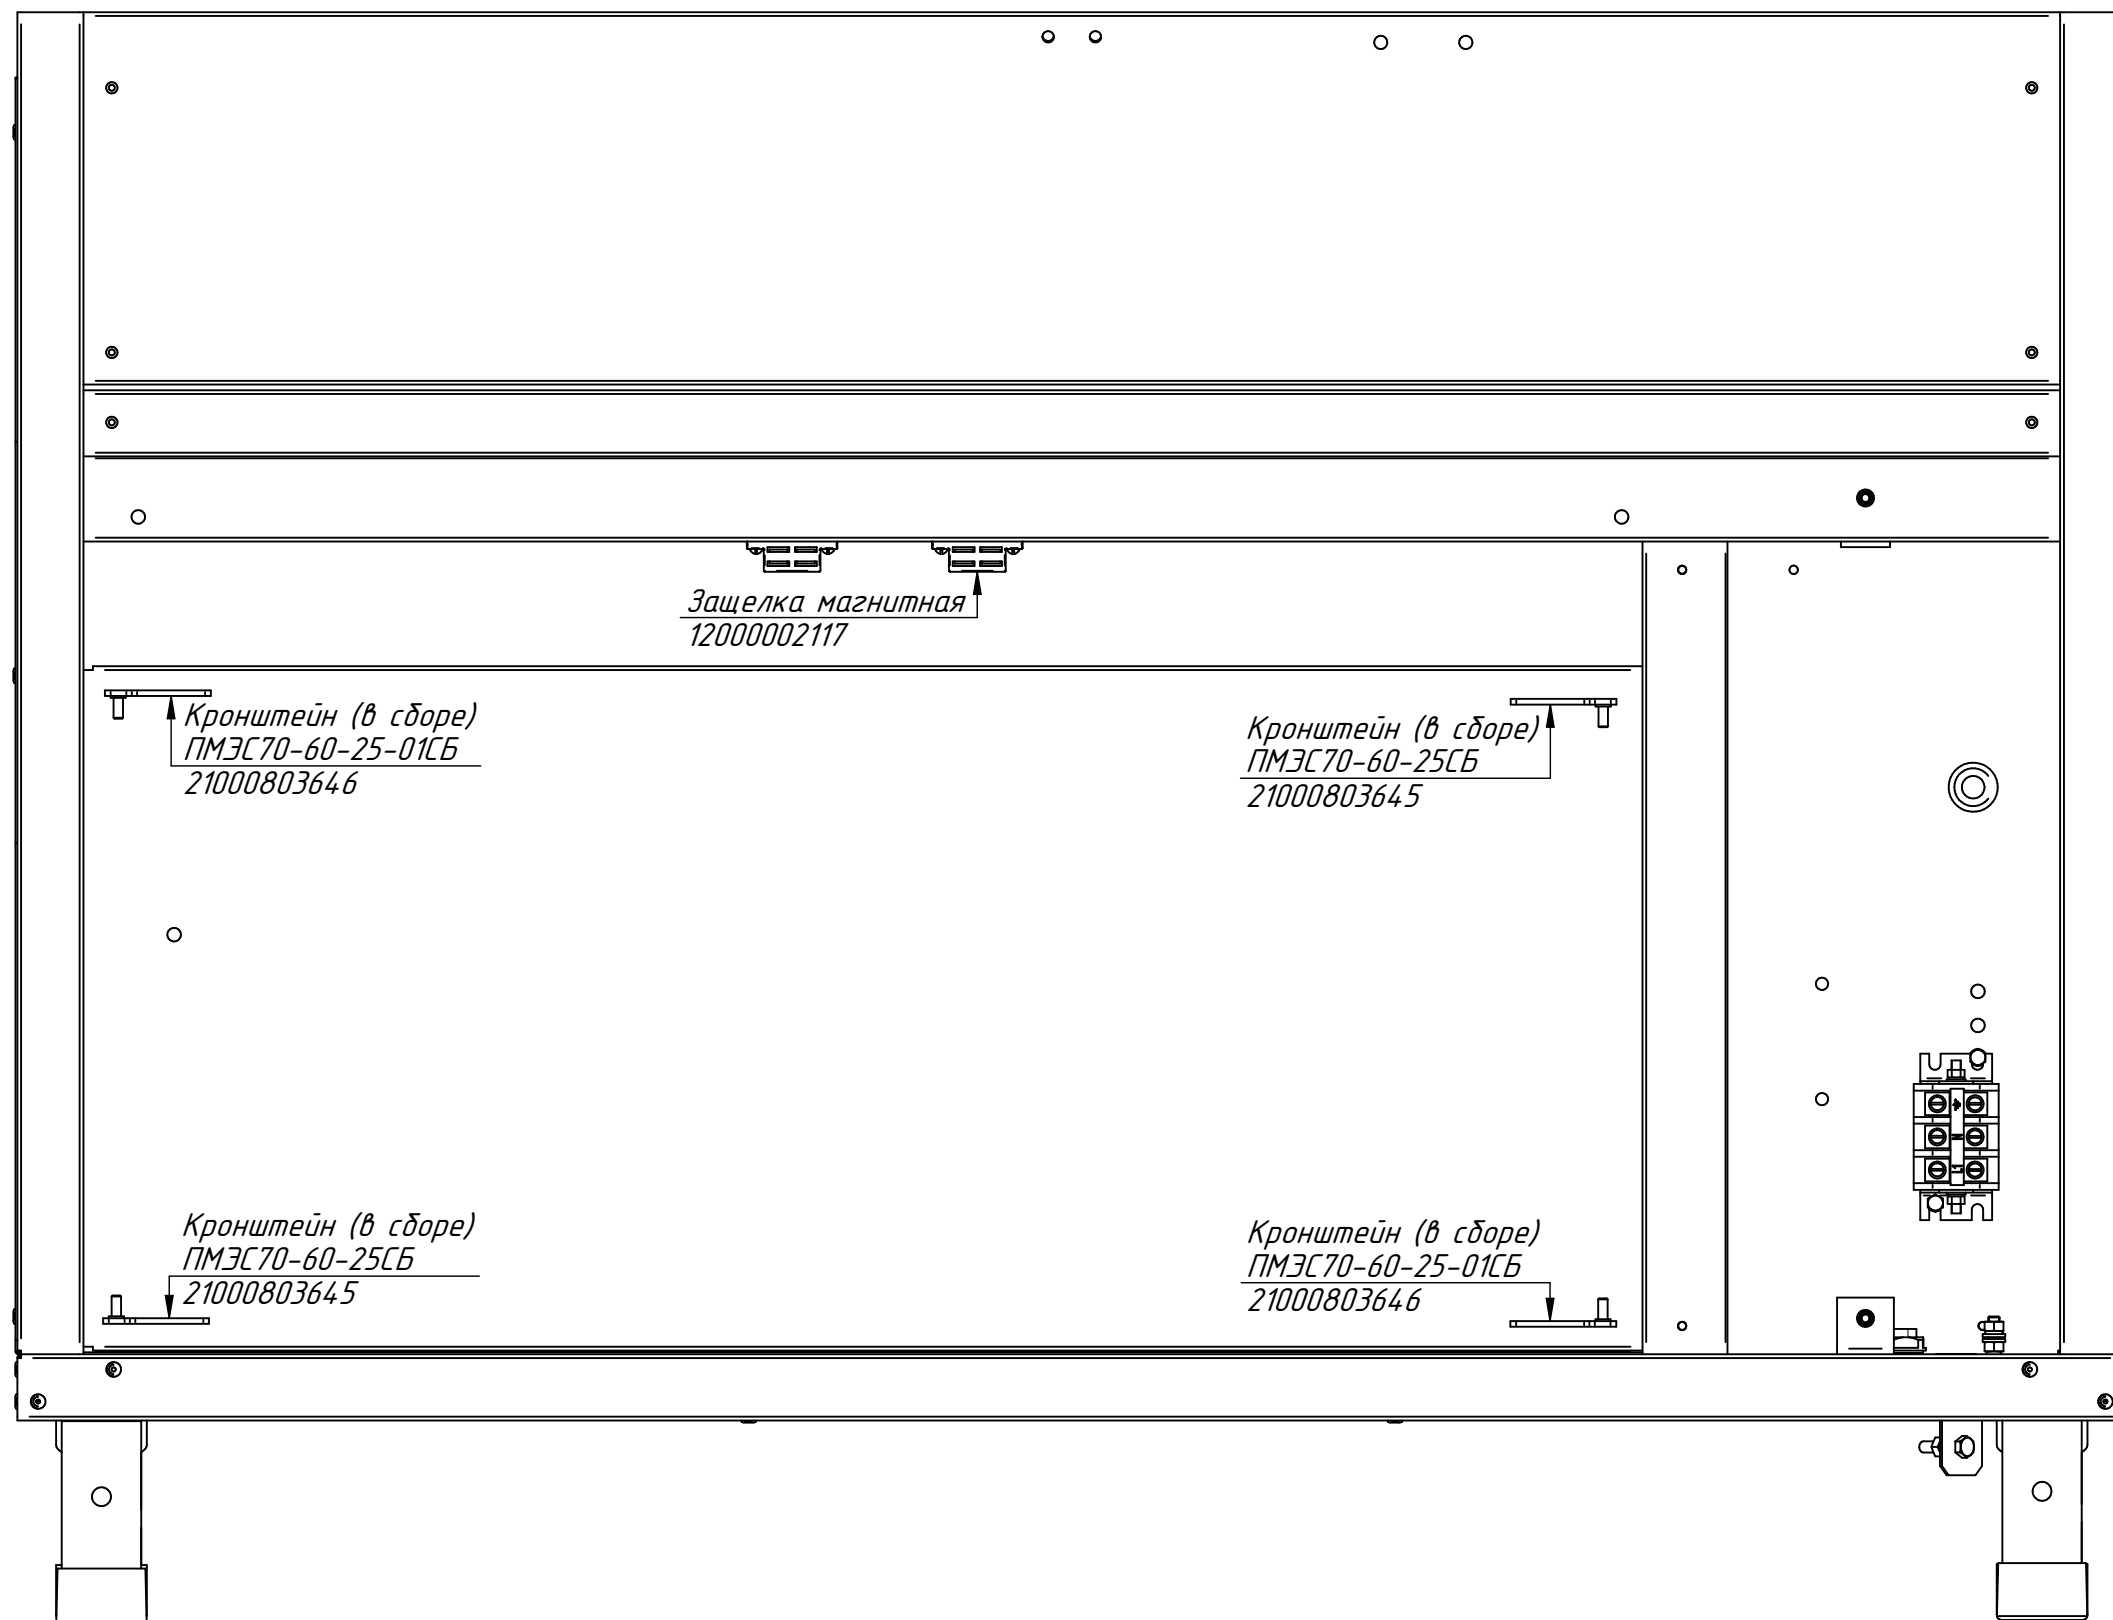 Защелка магнитная
12000002117
Кронштейн (в сборе)
ПМЭС70-60-25-01СБ
21000803646
Кронштейн (в сборе)
ПМЭС70-60-25СБ
21000803645
Кронштейн (в сборе)
ПМЭС70-60-25СБ
21000803645
Кронштейн (в сборе)
ПМЭС70-60-25-01СБ
21000803646